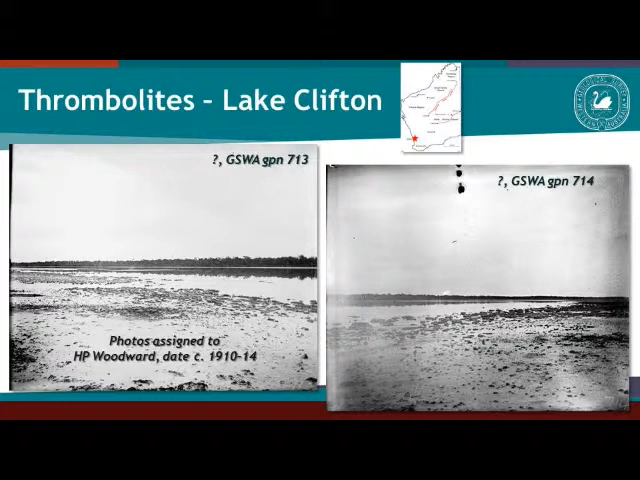 Thrombolites – Lake Clifton
?, GSWA gpn 713
?, GSWA gpn 714
Photos assigned to
HP Woodward, date c. 1910-14